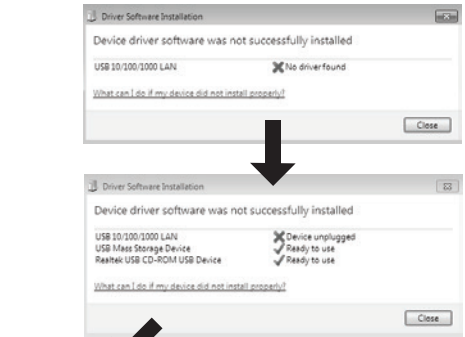 Driver Software Installation
Device driver software was not successfully installed
USB 10/100/1000 LAN No driver found
What can I do if my device did not install properly?
Close
Driver Software Installation
Device driver software was not successfully installed
USB 10/100/1000 LAN Device unplugged
USB Mass Storage Device Ready to use
Realtek USB CD-ROM USB Device Ready to use
What can I do if my device did not install properly?
Close